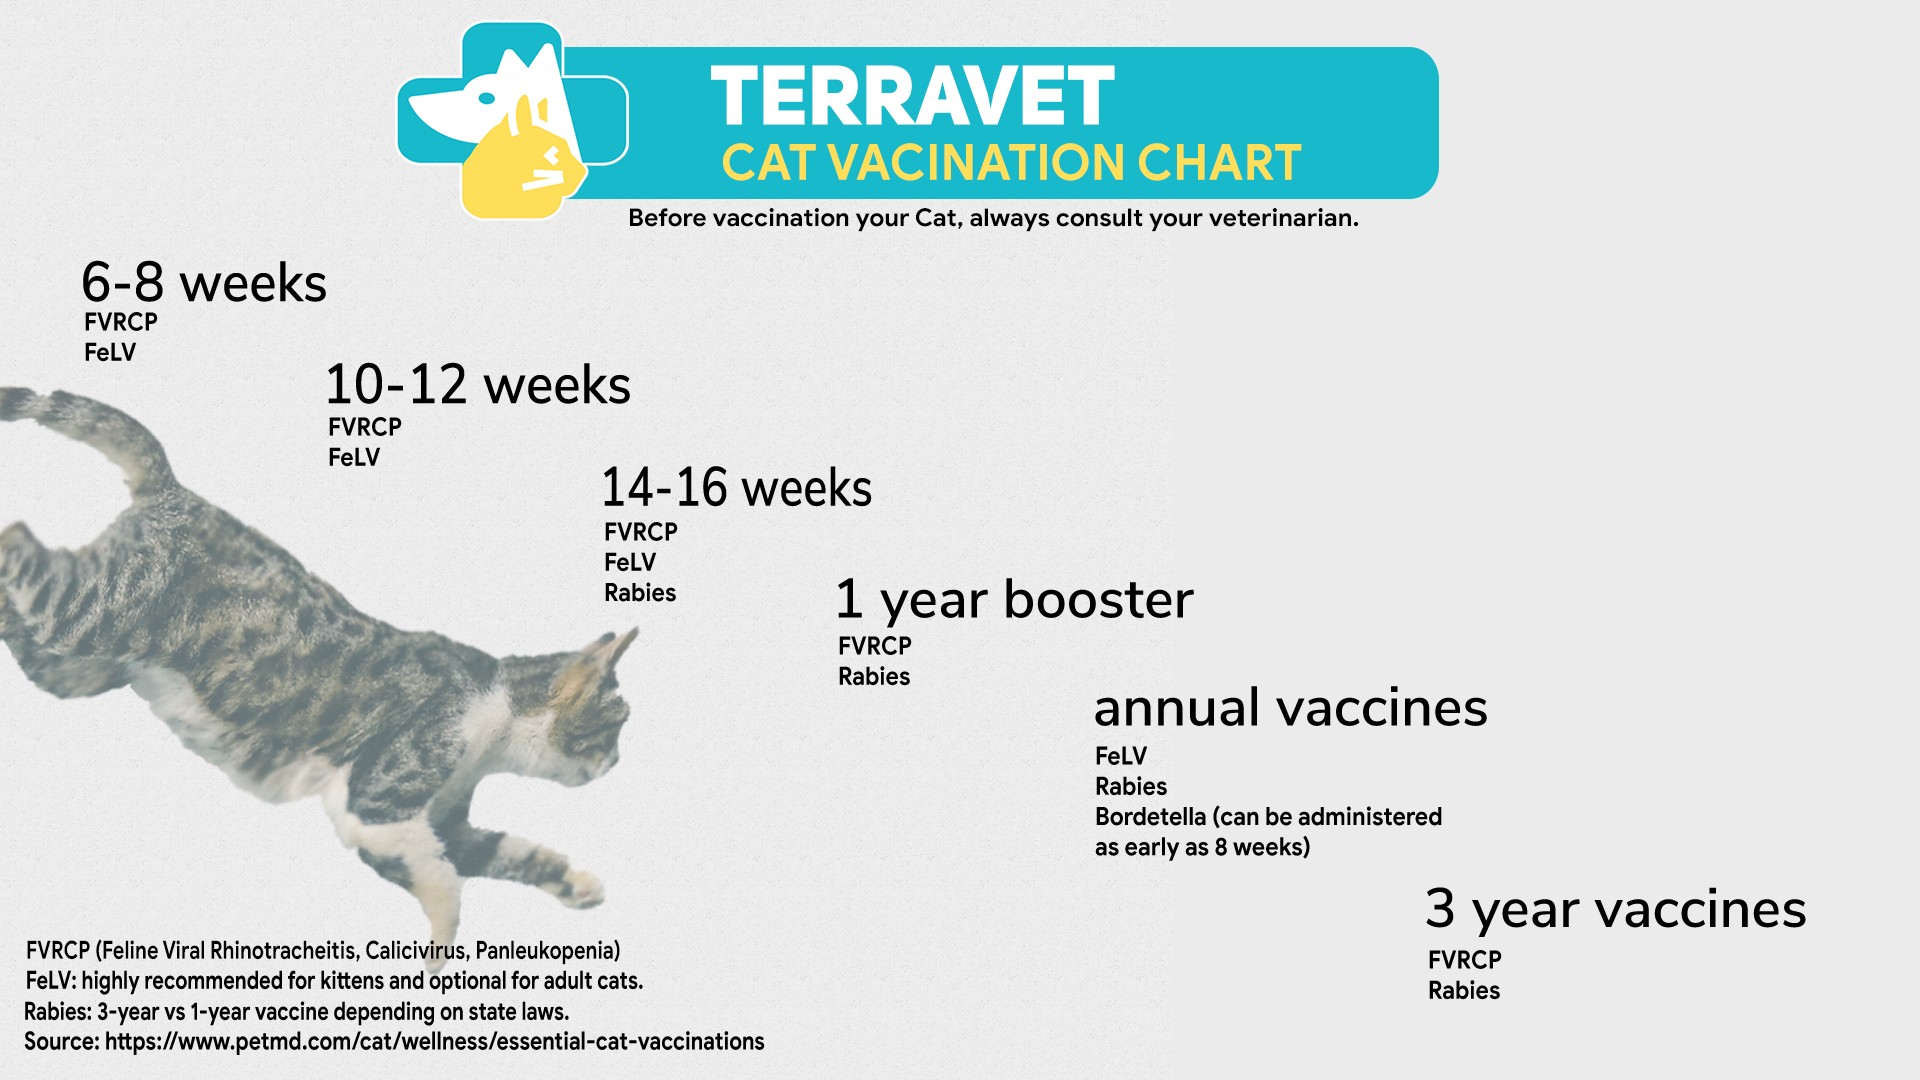 TERRAVET
CAT VACINATION CHART
Before vaccination your Cat, always consult your veterinarian.
6-8 weeks
FVRCP
FeLV
10-12 weeks
FVRCP
FeLV
14-16 weeks
FVRCP
FeLV
Rabies
1 year booster
FVRCP
Rabies
annual vaccines
FeLV
Rabies
Bordetella (can be administered
as early as 8 weeks)
3 year vaccines
FVRCP
Rabies
FVRCP (Feline Viral Rhinotracheitis, Calicivirus, Panleukopenia)
FeLV: highly recommended for kittens and optional for adult cats.
Rabies: 3-year vs 1-year vaccine depending on state laws.
Source: https://www.petmd.com/cat/wellness/essential-cat-vaccinations